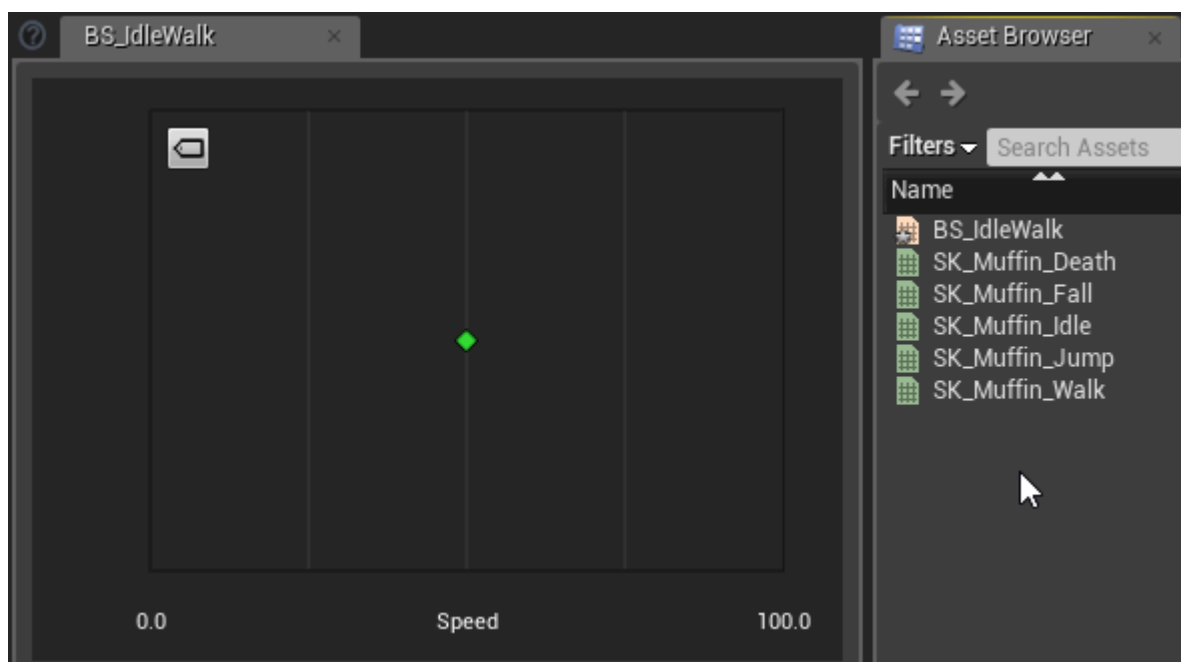 BS_IdleWalk
0.0 Speed 100.0
Asset Browser
Filters Search Assets
Name
BS_IdleWalk
SK_Muffin_Death
SK_Muffin_Fall
SK_Muffin_Idle
SK_Muffin_Jump
SK_Muffin_Walk